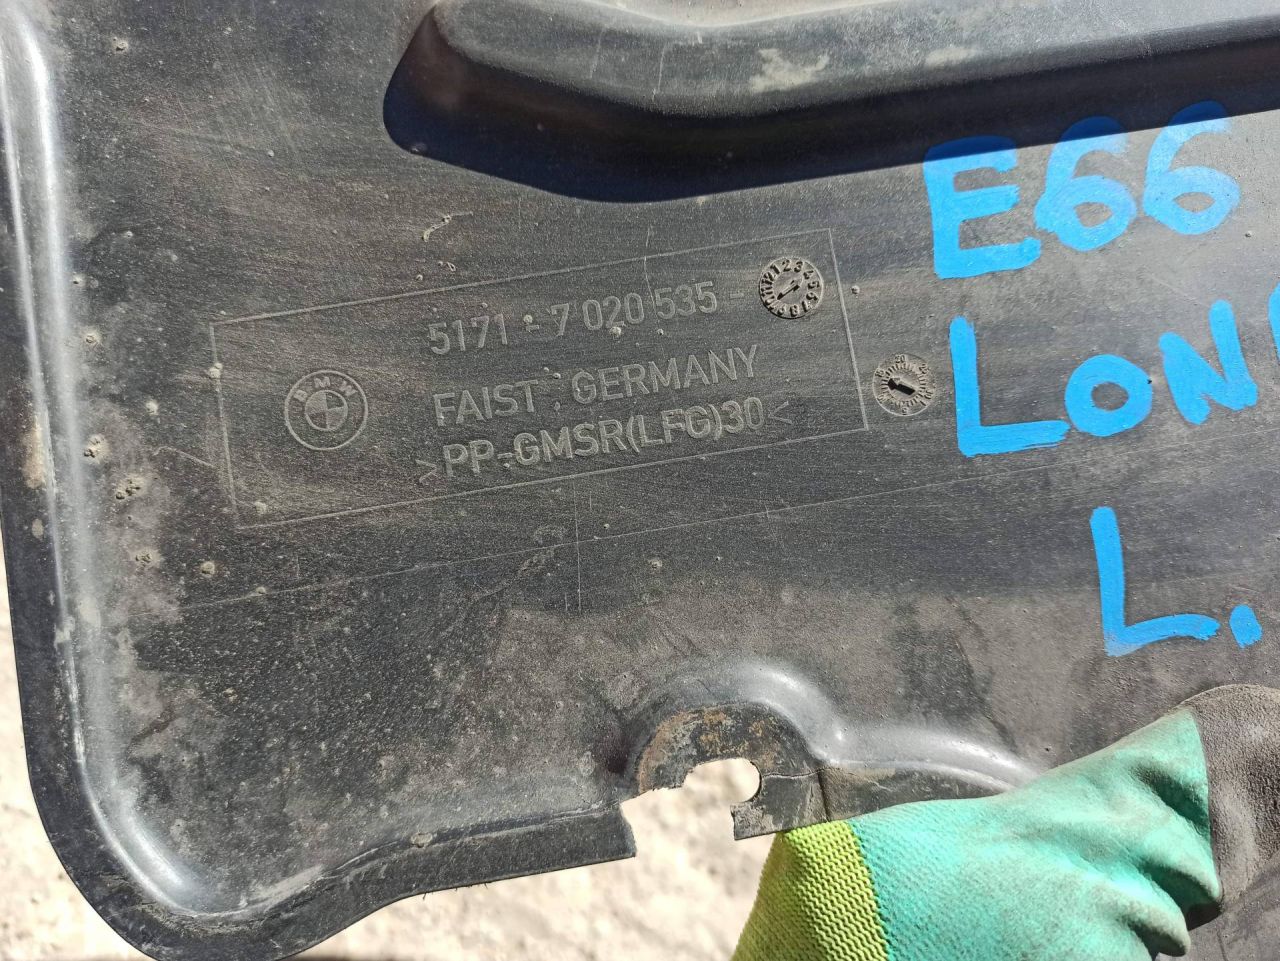 5171 - 7 020 535 -
FAIST GERMANY
>PP-GMSR(LFG)30<
BMW
E66
LON
L.